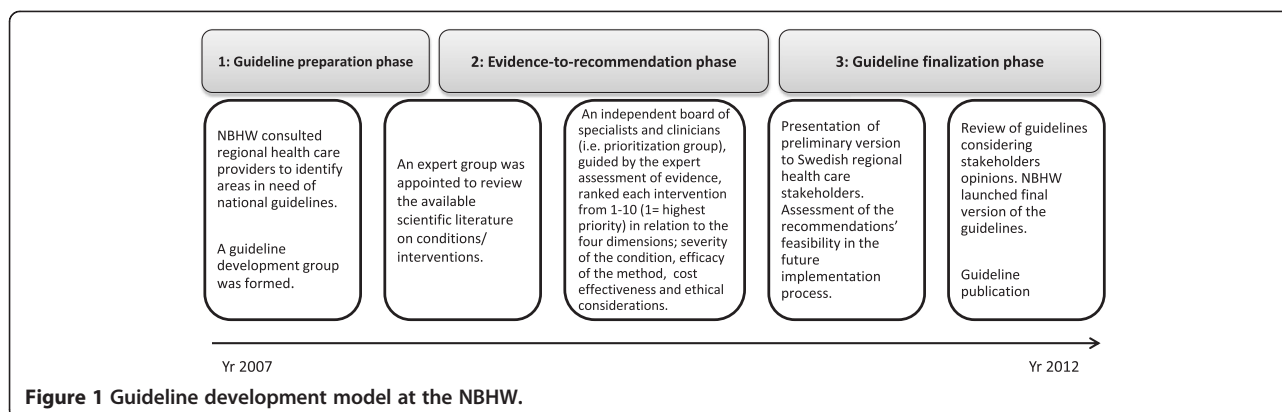 1: Guideline preparation phase
2: Evidence-to-recommendation phase
3: Guideline finalization phase
NBHW consulted
regional health care
providers to identify
areas in need of
national guidelines.
A guideline
development group
was formed.
An expert group was
appointed to review
the available
scientific literature
on conditions/
interventions.
An independent board of
specialists and clinicians
(i.e. prioritization group),
guided by the expert
assessment of evidence,
ranked each intervention
from 1-10 (1= highest
priority) in relation to the
four dimensions; severity
of the condition, efficacy
of the method, cost
effectiveness and ethical
considerations.
Presentation of
preliminary version
to Swedish regional
health care
stakeholders.
Assessment of the
recommendations’
feasibility in the
future
implementation
process.
Review of guidelines
considering
stakeholders
opinions. NBHW
launched final
version of the
guidelines.
Guideline
publication
Yr 2007
Yr 2012
Figure 1 Guideline development model at the NBHW.